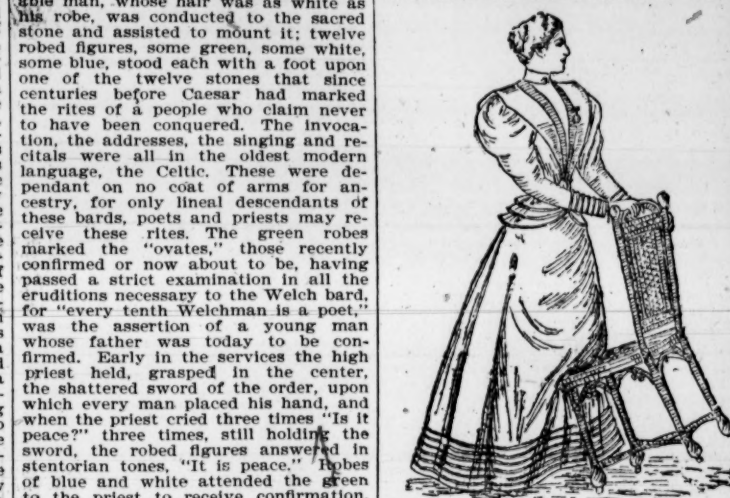 able man, whose hair was as white as
his robe, was conducted to the sacred
stone and assisted to mount it; twelve
robed figures, some green, some white,
some blue, stood each with a foot upon
one of the twelve stones that since
centuries before Caesar had marked
the rites of a people who claim never
to have been conquered. The invoca-
tion, the addresses, the singing and re-
citals were all in the oldest modern
language, the Celtic. These were de-
pendant on no coat of arms for an-
cestry, for only lineal descendants of
these bards, poets and priests may re-
ceive these rites. The green robes
marked the "ovates," those recently
confirmed or now about to be, having
passed a strict examination in all the
eruditions necessary to the Welch bard,
for "every tenth Welchman is a poet,"
was the assertion of a young man
whose father was today to be con-
firmed. Early in the services the high
priest held, grasped in the center,
the shattered sword of the order, upon
which every man placed his hand, and
when the priest cried three times "Is it
peace?" three times, still holding the
sword, the robed figures answered in
stentorian tones, "It is peace." Robes
of blue and white attended the green
to the priest to receive confirmation,